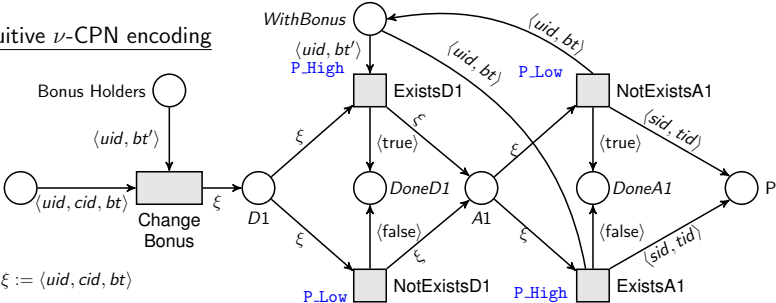 WithBonus
uitive ν-CPN encoding
⟨uid, bt′⟩
⟨uid, bt⟩
⟨uid, bt⟩
P_High
P_Low
Bonus Holders
ExistsD1
NotExistsA1
ξ
ξ
⟨sid, tid⟩
⟨uid, bt′⟩
⟨true⟩
ξ
⟨true⟩
⟨uid, cid, bt⟩
ξ
D1
DoneD1
A1
DoneA1
P
Change
Bonus
ξ
⟨false⟩
ξ
ξ
⟨false⟩
⟨sid, tid⟩
ξ := ⟨uid, cid, bt⟩
P_Low
NotExistsD1
P_High
ExistsA1